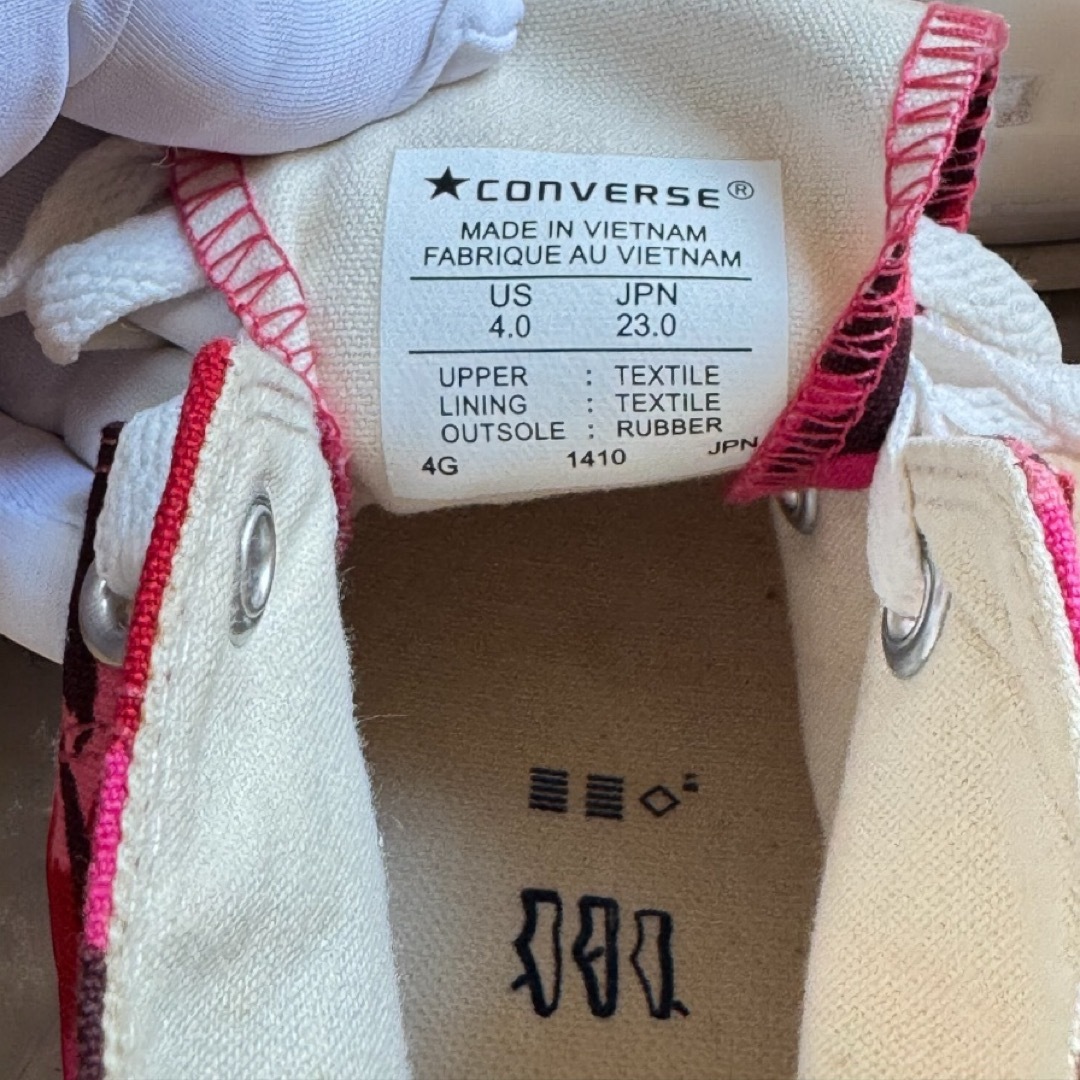 ★CONVERSE®
MADE IN VIETNAM
FABRIQUE AU VIETNAM
US JPN
4.0 23.0
UPPER : TEXTILE
LINING : TEXTILE
OUTSOLE : RUBBER
4G 1410 JPN